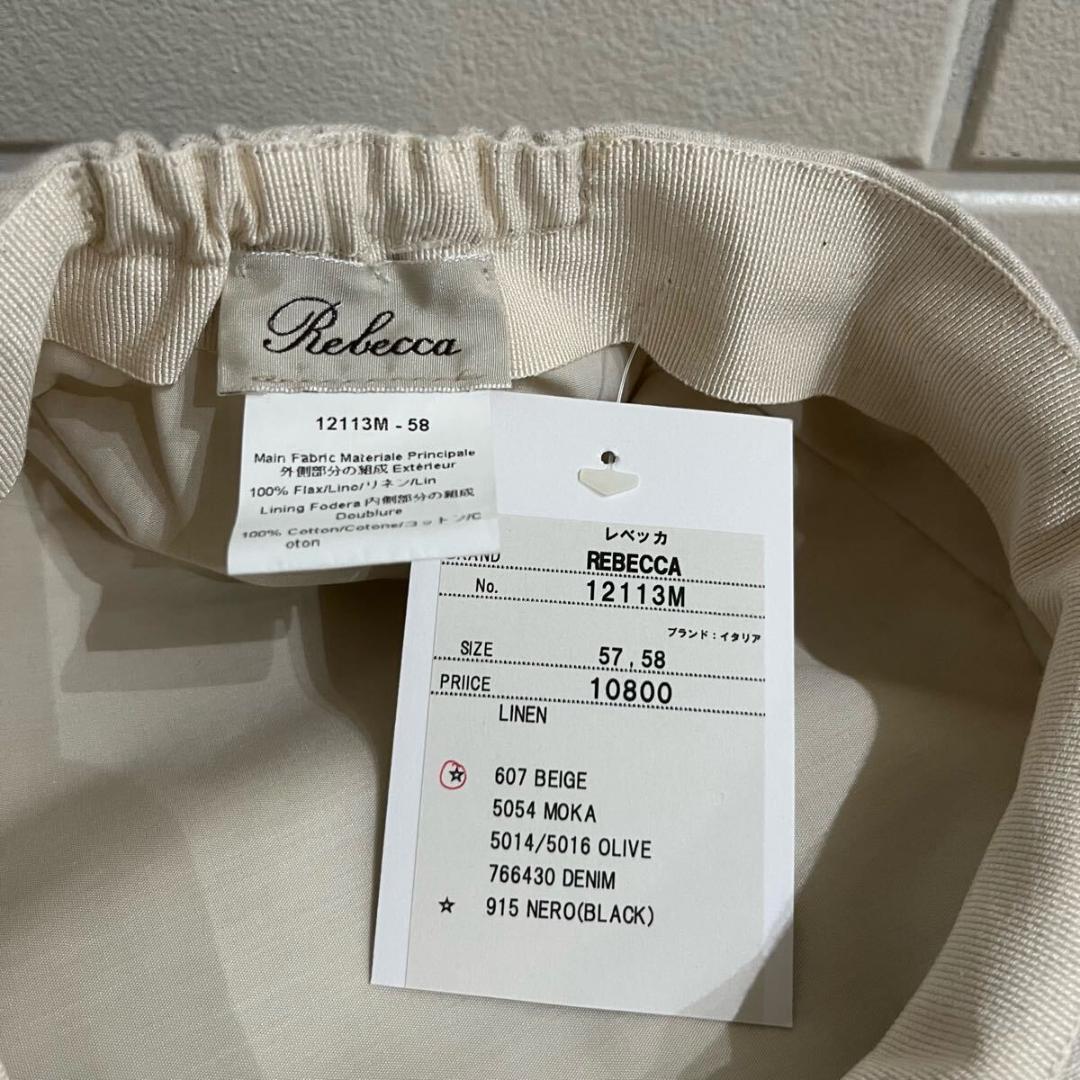 Rebecca
12113M - 58
Main Fabric Materiale Principale
外側部分の組成 Extérieur
100% Flax/Lino/リネン/Lin
Lining Fodera 内側部分の組成
Doublure
100% Cotton/Cotone/コットン/C
oton
レベッカ
BRAND REBECCA
No. 12113M
ブランド:イタリア
SIZE 57,58
PRIICE 10800
LINEN
☆ 607 BEIGE
5054 MOKA
5014/5016 OLIVE
766430 DENIM
☆ 915 NERO(BLACK)